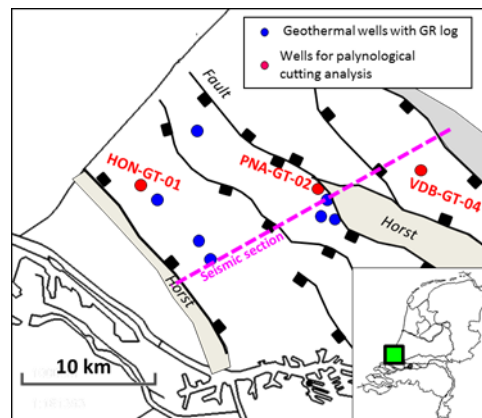 Geothermal wells with GR log
Wells for palynological
cutting analysis
Fault
HON-GT-01
PNA-GT-02
VDB-GT-04
Horst
Seismic section
Horst
10 km